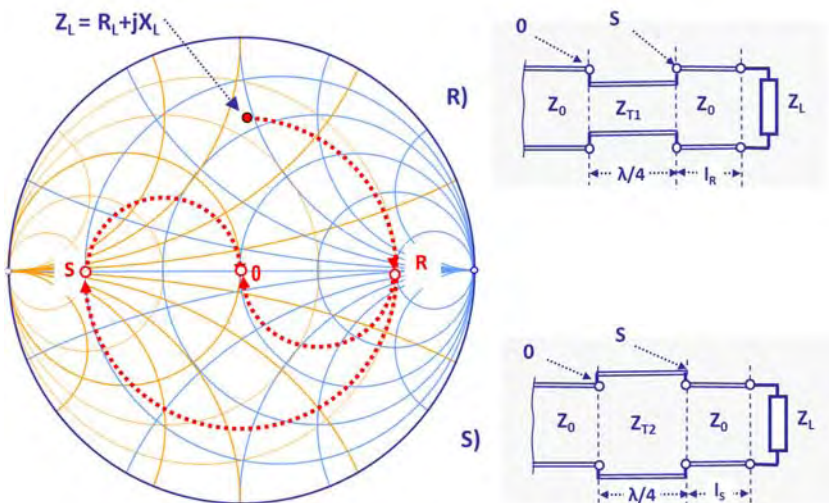 Z_L = R_L+jX_L
S
0
R
R)
0
S
Z_0
Z_T1
Z_0
Z_L
λ/4
l_R
S)
0
S
Z_0
Z_T2
Z_0
Z_L
λ/4
l_S